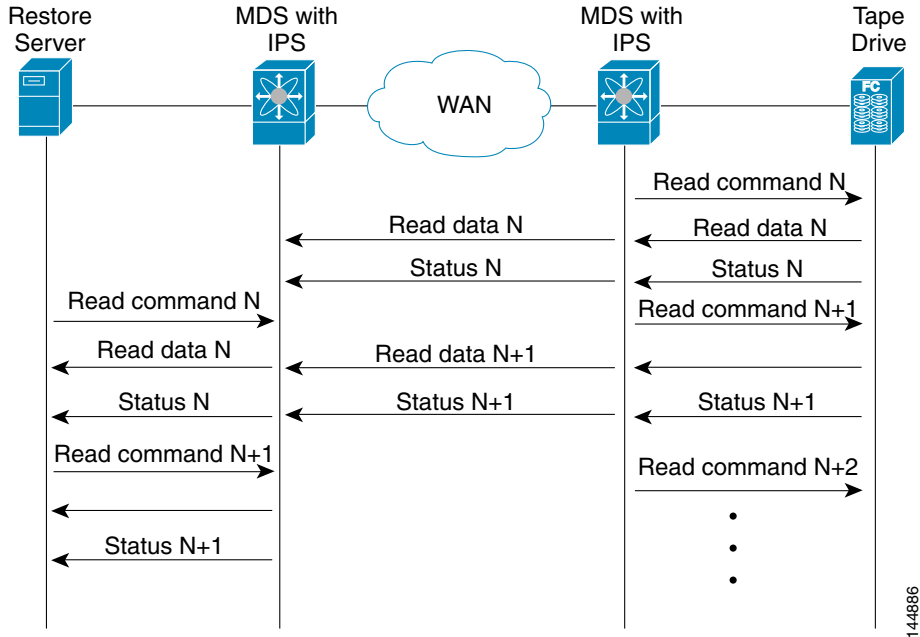 Restore
Server
MDS with
IPS
MDS with
IPS
Tape
Drive
WAN
FC
Read command N
Read data N
Read data N
Status N
Status N
Read command N
Read command N+1
Read data N
Read data N+1
Status N
Status N+1
Status N+1
Read command N+1
Read command N+2
Status N+1
144886